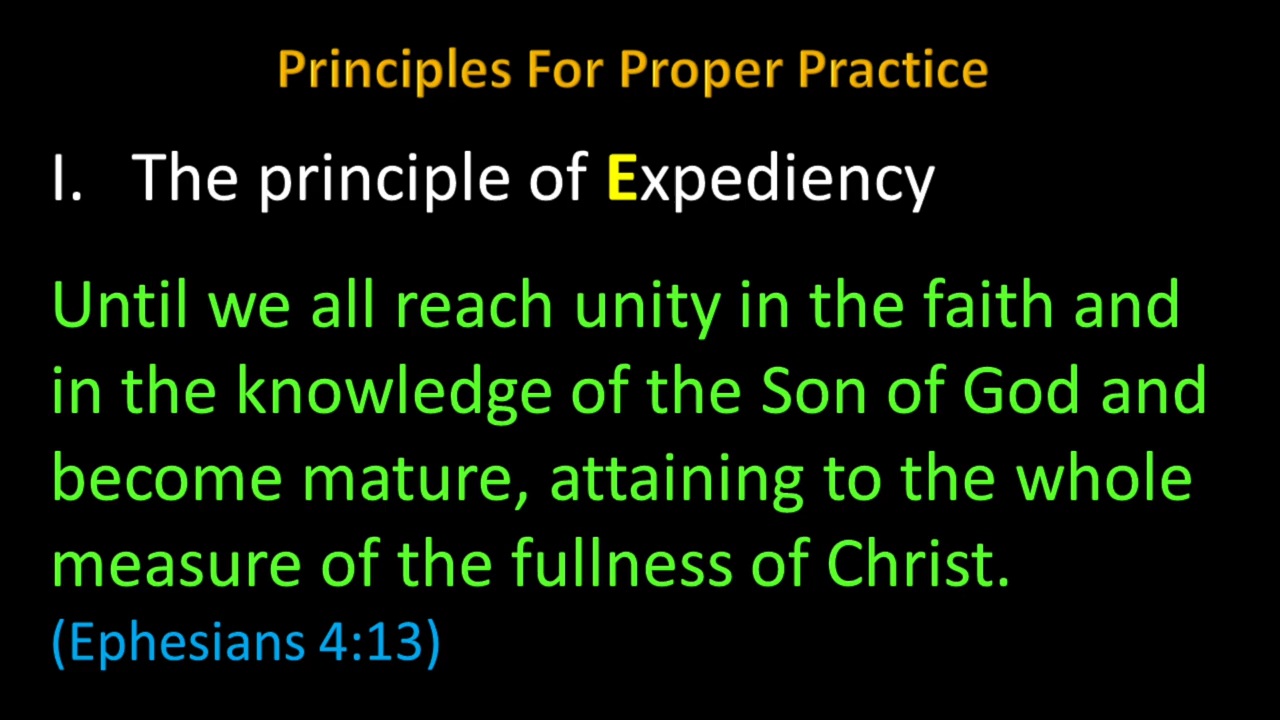 Principles For Proper Practice
I. The principle of Expediency
Until we all reach unity in the faith and
in the knowledge of the Son of God and
become mature, attaining to the whole
measure of the fullness of Christ.
(Ephesians 4:13)